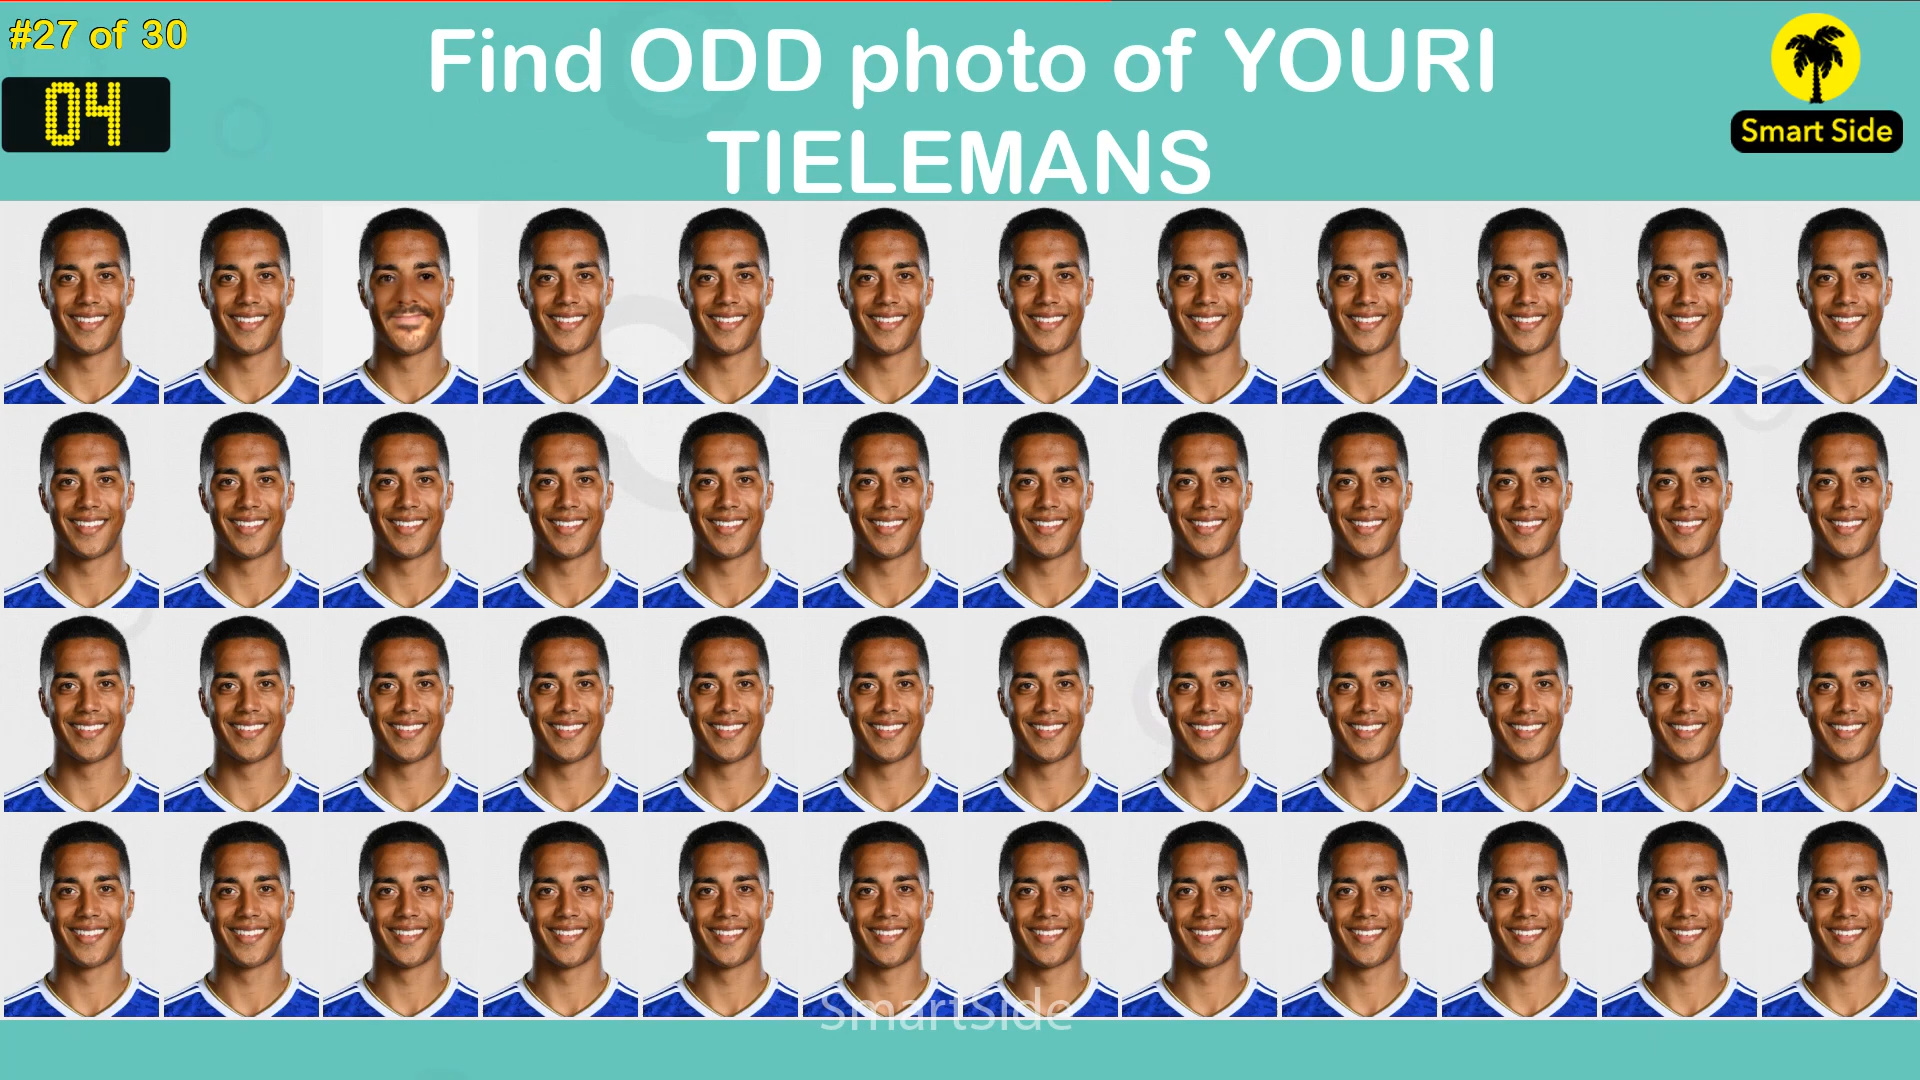 #27 of 30
04
Find ODD photo of YOURI
TIELEMANS
Smart Side
SmartSide